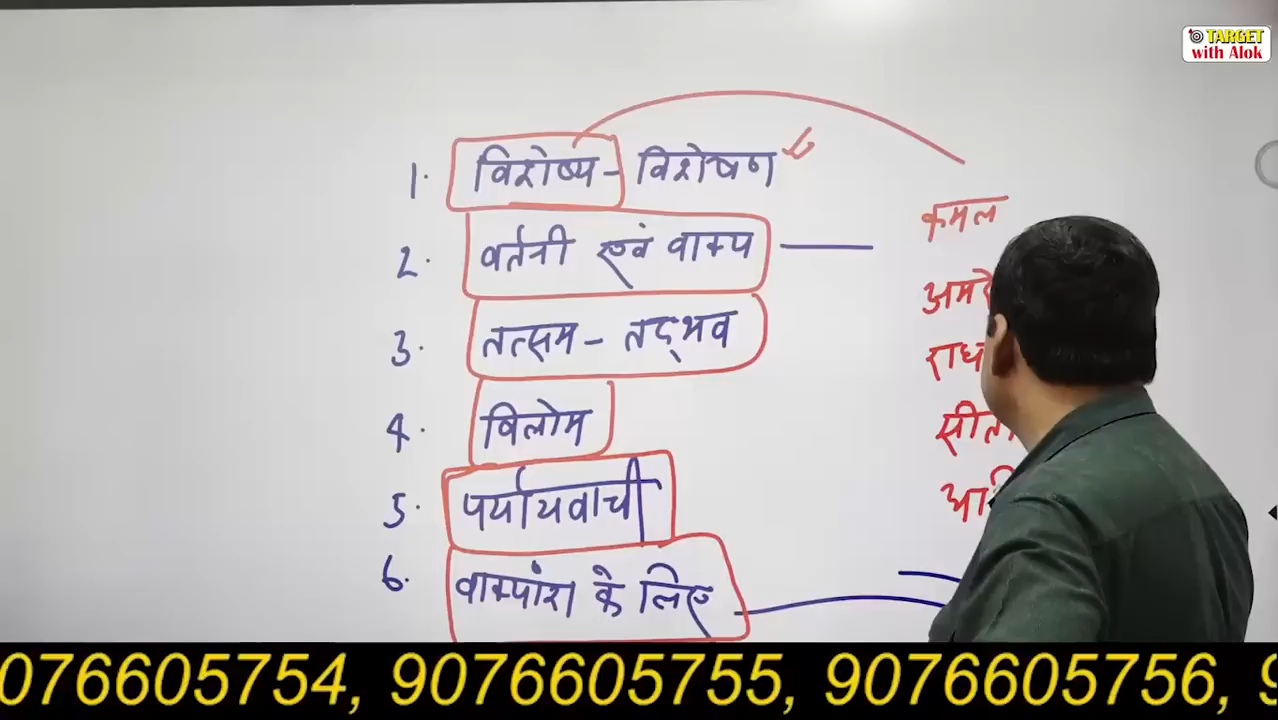 TARGET
with Alok
1. विशेष्य - विशेषण
2. वर्तनी एवं वाक्य
3. तत्सम - तद्भव
4. विलोम
5. पर्यायवाची
6. वाक्यांश के लिए
कमल
सीता
076605754, 9076605755, 9076605756, 9